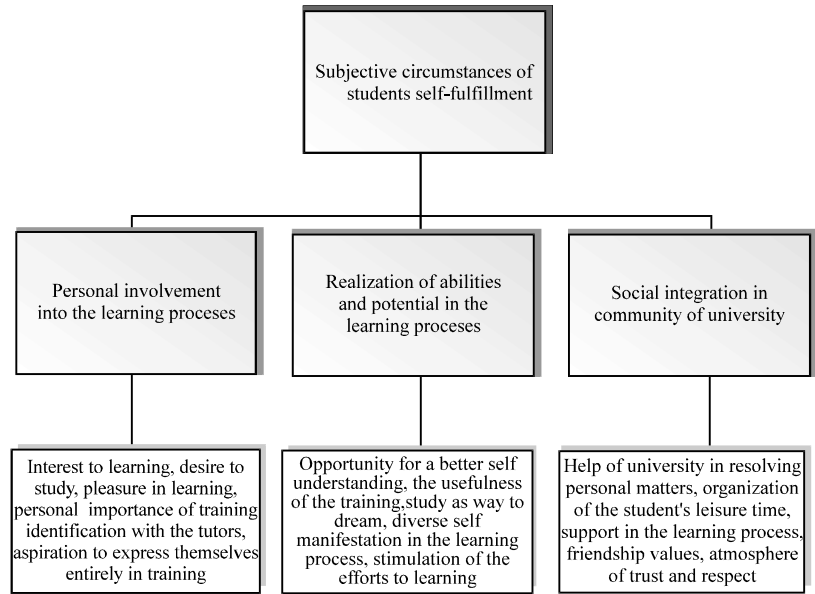 Subjective circumstances of
students self-fulfillment
Personal involvement
into the learning proceses
Realization of abilities
and potential in the
learning proceses
Social integration in
community of university
Interest to learning, desire to
study, pleasure in learning,
personal importance of training
identification with the tutors,
aspiration to express themselves
entirely in training
Opportunity for a better self
understanding, the usefulness
of the training,study as way to
dream, diverse self
manifestation in the learning
process, stimulation of the
efforts to learning
Help of university in resolving
personal matters, organization
of the student's leisure time,
support in the learning process,
friendship values, atmosphere
of trust and respect